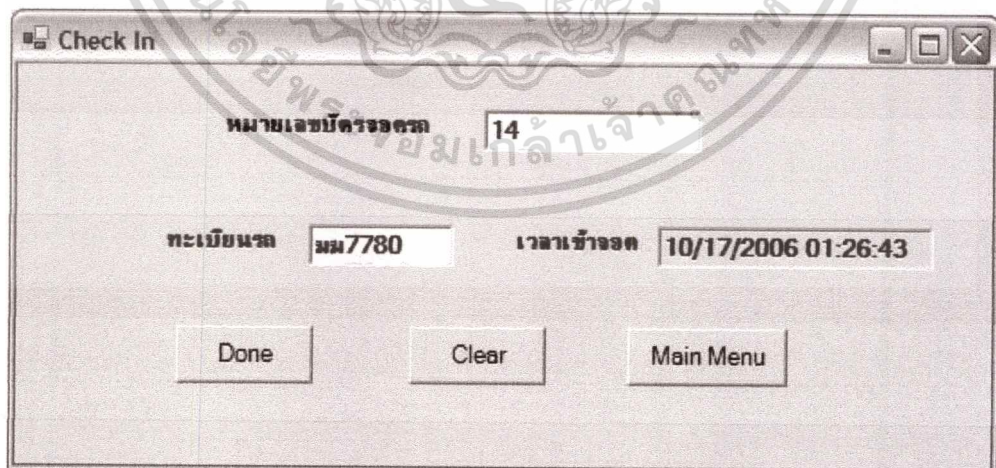 Check In
หมายเลขบัตรจอดรถ 14
ทะเบียนรถ มม7780 เวลาเข้าจอด 10/17/2006 01:26:43
Done Clear Main Menu